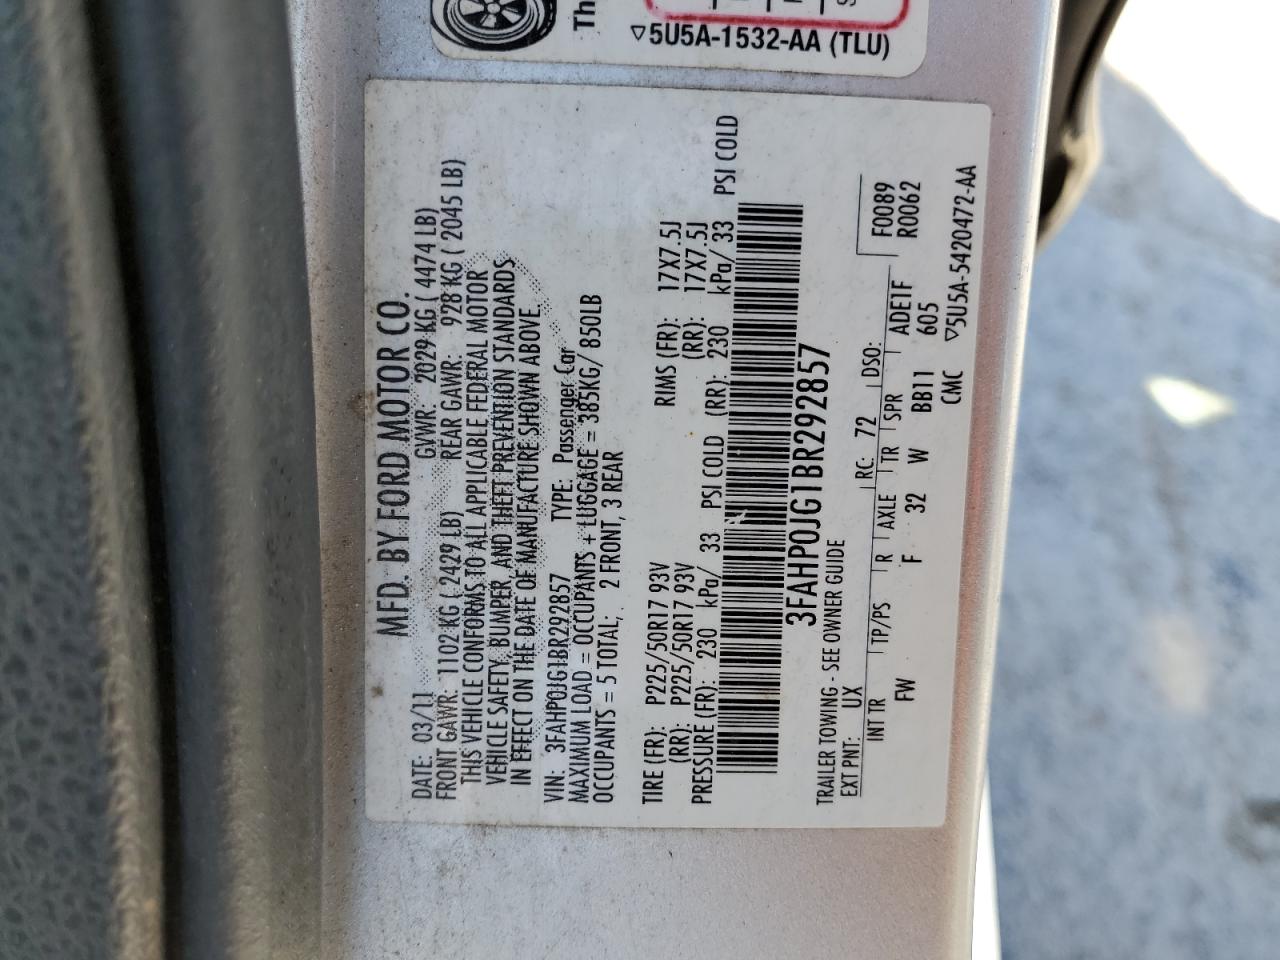 Th
▽5U5A-1532-AA (TLU)
MFD. BY FORD MOTOR CO.
DATE: 03/11 GVWR: 2029 KG ( 4474 LB)
FRONT GAWR: 1102 KG ( 2429 LB) REAR GAWR: 928 KG ( 2045 LB)
THIS VEHICLE CONFORMS TO ALL APPLICABLE FEDERAL MOTOR
VEHICLE SAFETY, BUMPER, AND THEFT PREVENTION STANDARDS
IN EFFECT ON THE DATE OF MANUFACTURE SHOWN ABOVE.
VIN: 3FAHP0JG1BR292857 TYPE: Passenger Car
MAXIMUM LOAD = OCCUPANTS + LUGGAGE = 385KG/ 850LB
OCCUPANTS = 5 TOTAL; 2 FRONT, 3 REAR
TIRE (FR): P225/50R17 93V RIMS (FR): 17X7.5J
(RR): P225/50R17 93V (RR): 17X7.5J
PRESSURE (FR): 230 kPa/ 33 PSI COLD (RR): 230 kPa/ 33 PSI COLD
3FAHP0JG1BR292857
TRAILER TOWING - SEE OWNER GUIDE
EXT PNT: UX RC: 72 DSO: F0089
INT TR TP/PS R AXLE TR SPR ADE1F R0062
FW F 32 W BB11 605
CMC ▽5U5A-5420472-AA